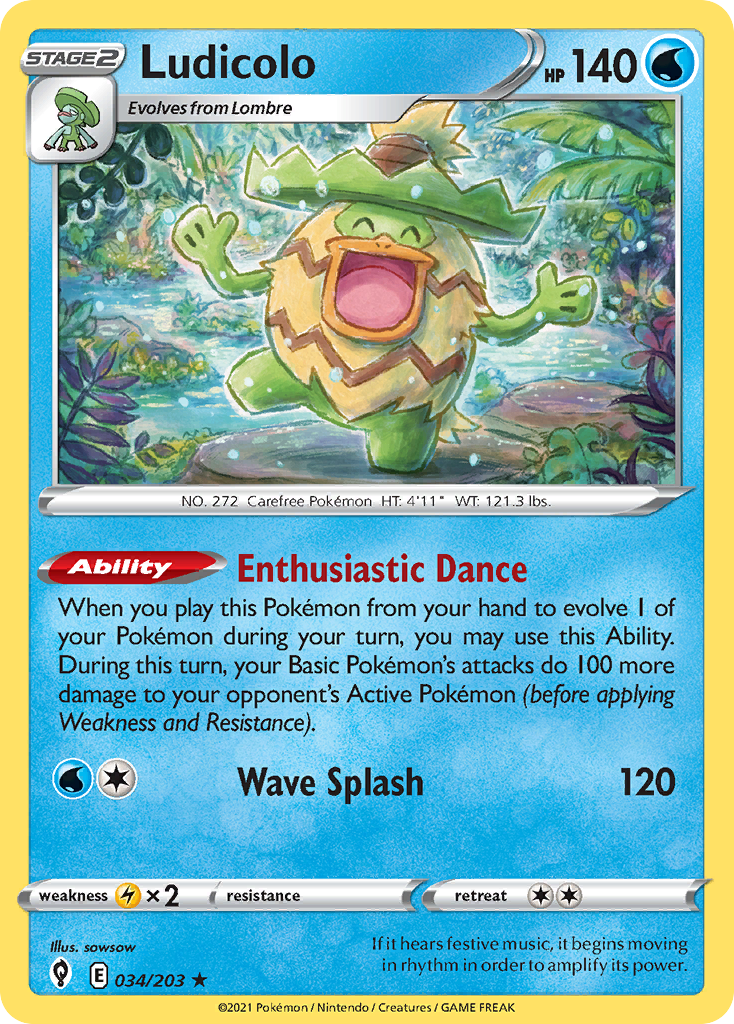 STAGE2
Ludicolo
HP 140
Evolves from Lombre
NO. 272 Carefree Pokémon HT: 4'11" WT: 121.3 lbs.
Ability Enthusiastic Dance
When you play this Pokémon from your hand to evolve 1 of
your Pokémon during your turn, you may use this Ability.
During this turn, your Basic Pokémon's attacks do 100 more
damage to your opponent's Active Pokémon (before applying
Weakness and Resistance).
Wave Splash 120
weakness ×2 resistance retreat
Illus. sowsow
If it hears festive music, it begins moving
in rhythm in order to amplify its power.
E 034/203 ★
©2021 Pokémon / Nintendo / Creatures / GAME FREAK